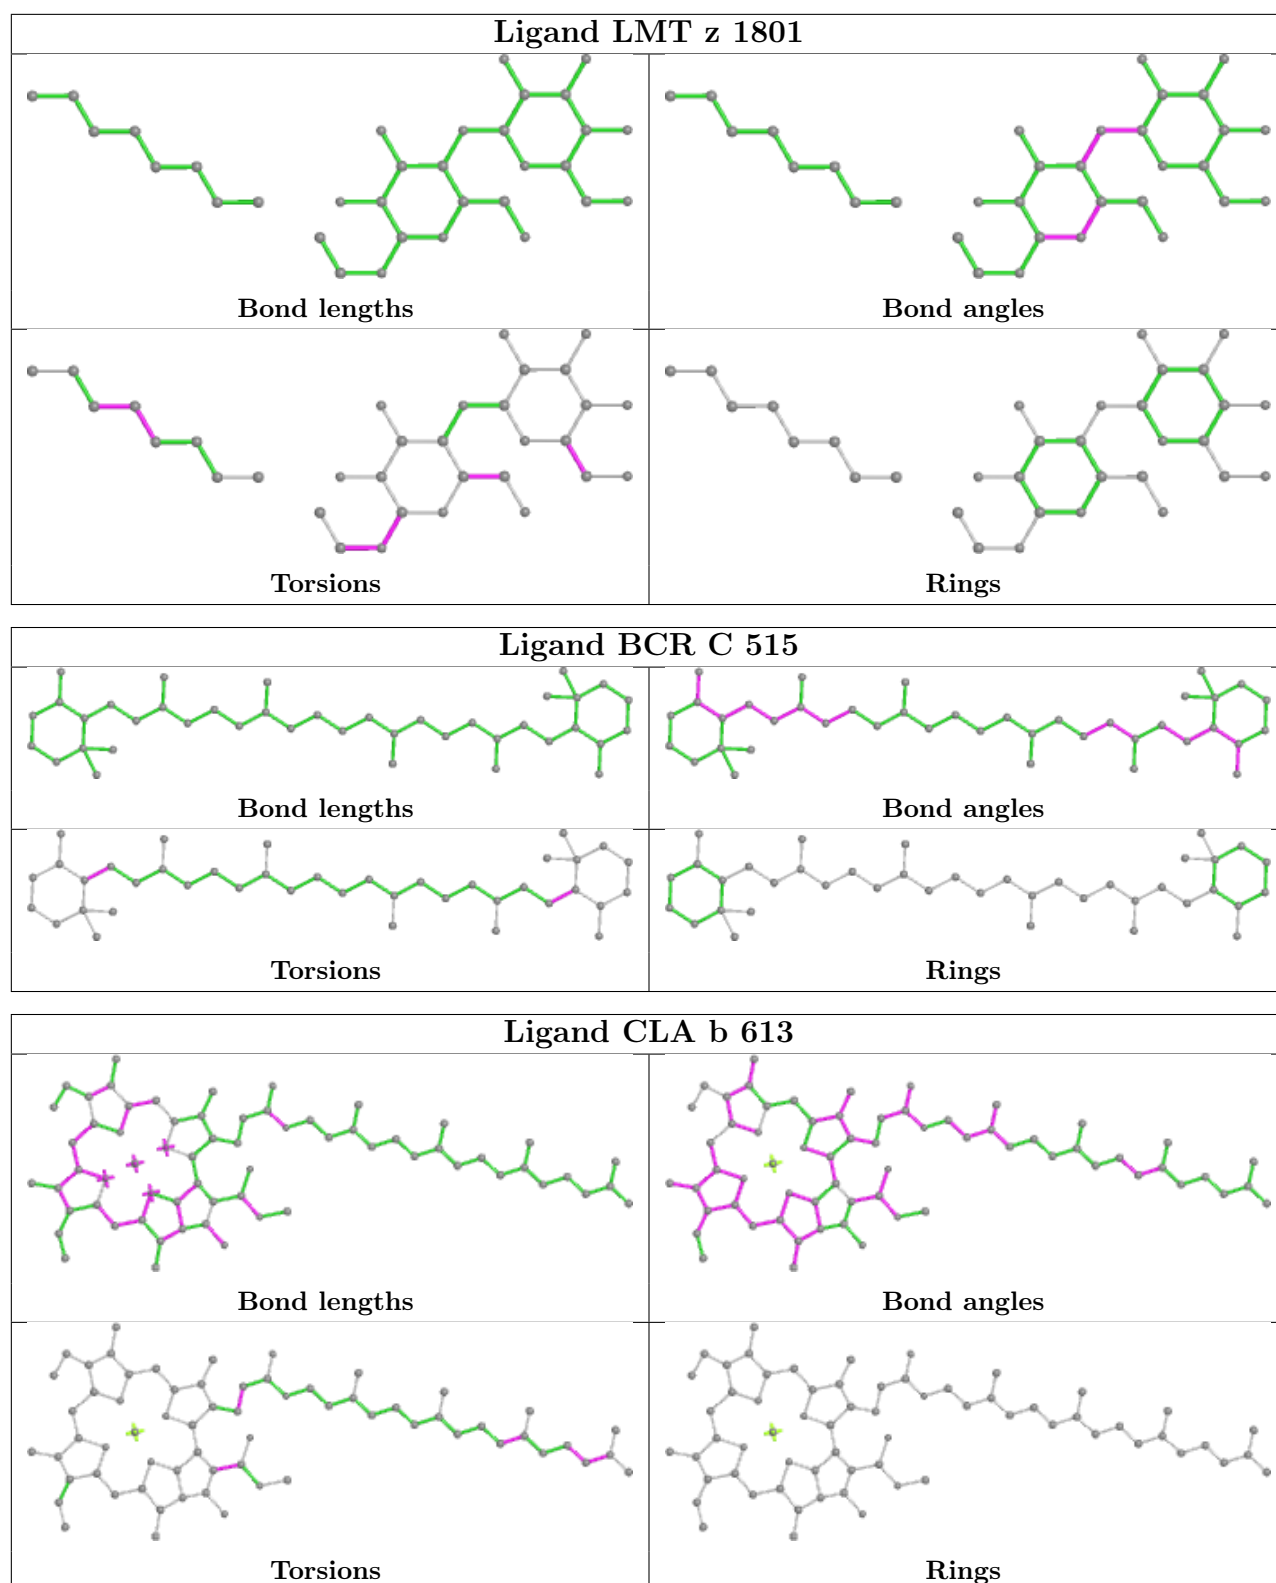 Ligand LMT z 1801
Bond lengths
Bond angles
Torsions
Rings
Ligand BCR C 515
Bond lengths
Bond angles
Torsions
Rings
Ligand CLA b 613
Bond lengths
Bond angles
Torsions
Rings